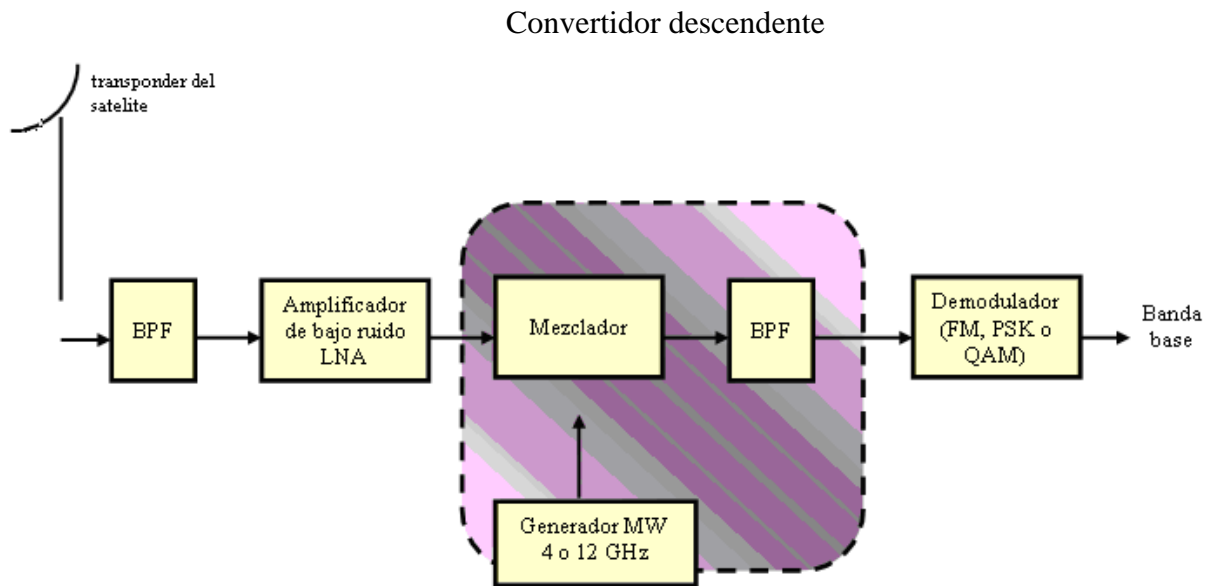 Convertidor descendente
transponder del
satelite
BPF
Amplificador
de bajo ruido
LNA
Mezclador
BPF
Demodulador
(FM, PSK o
QAM)
Banda
base
Generador MW
4 o 12 GHz